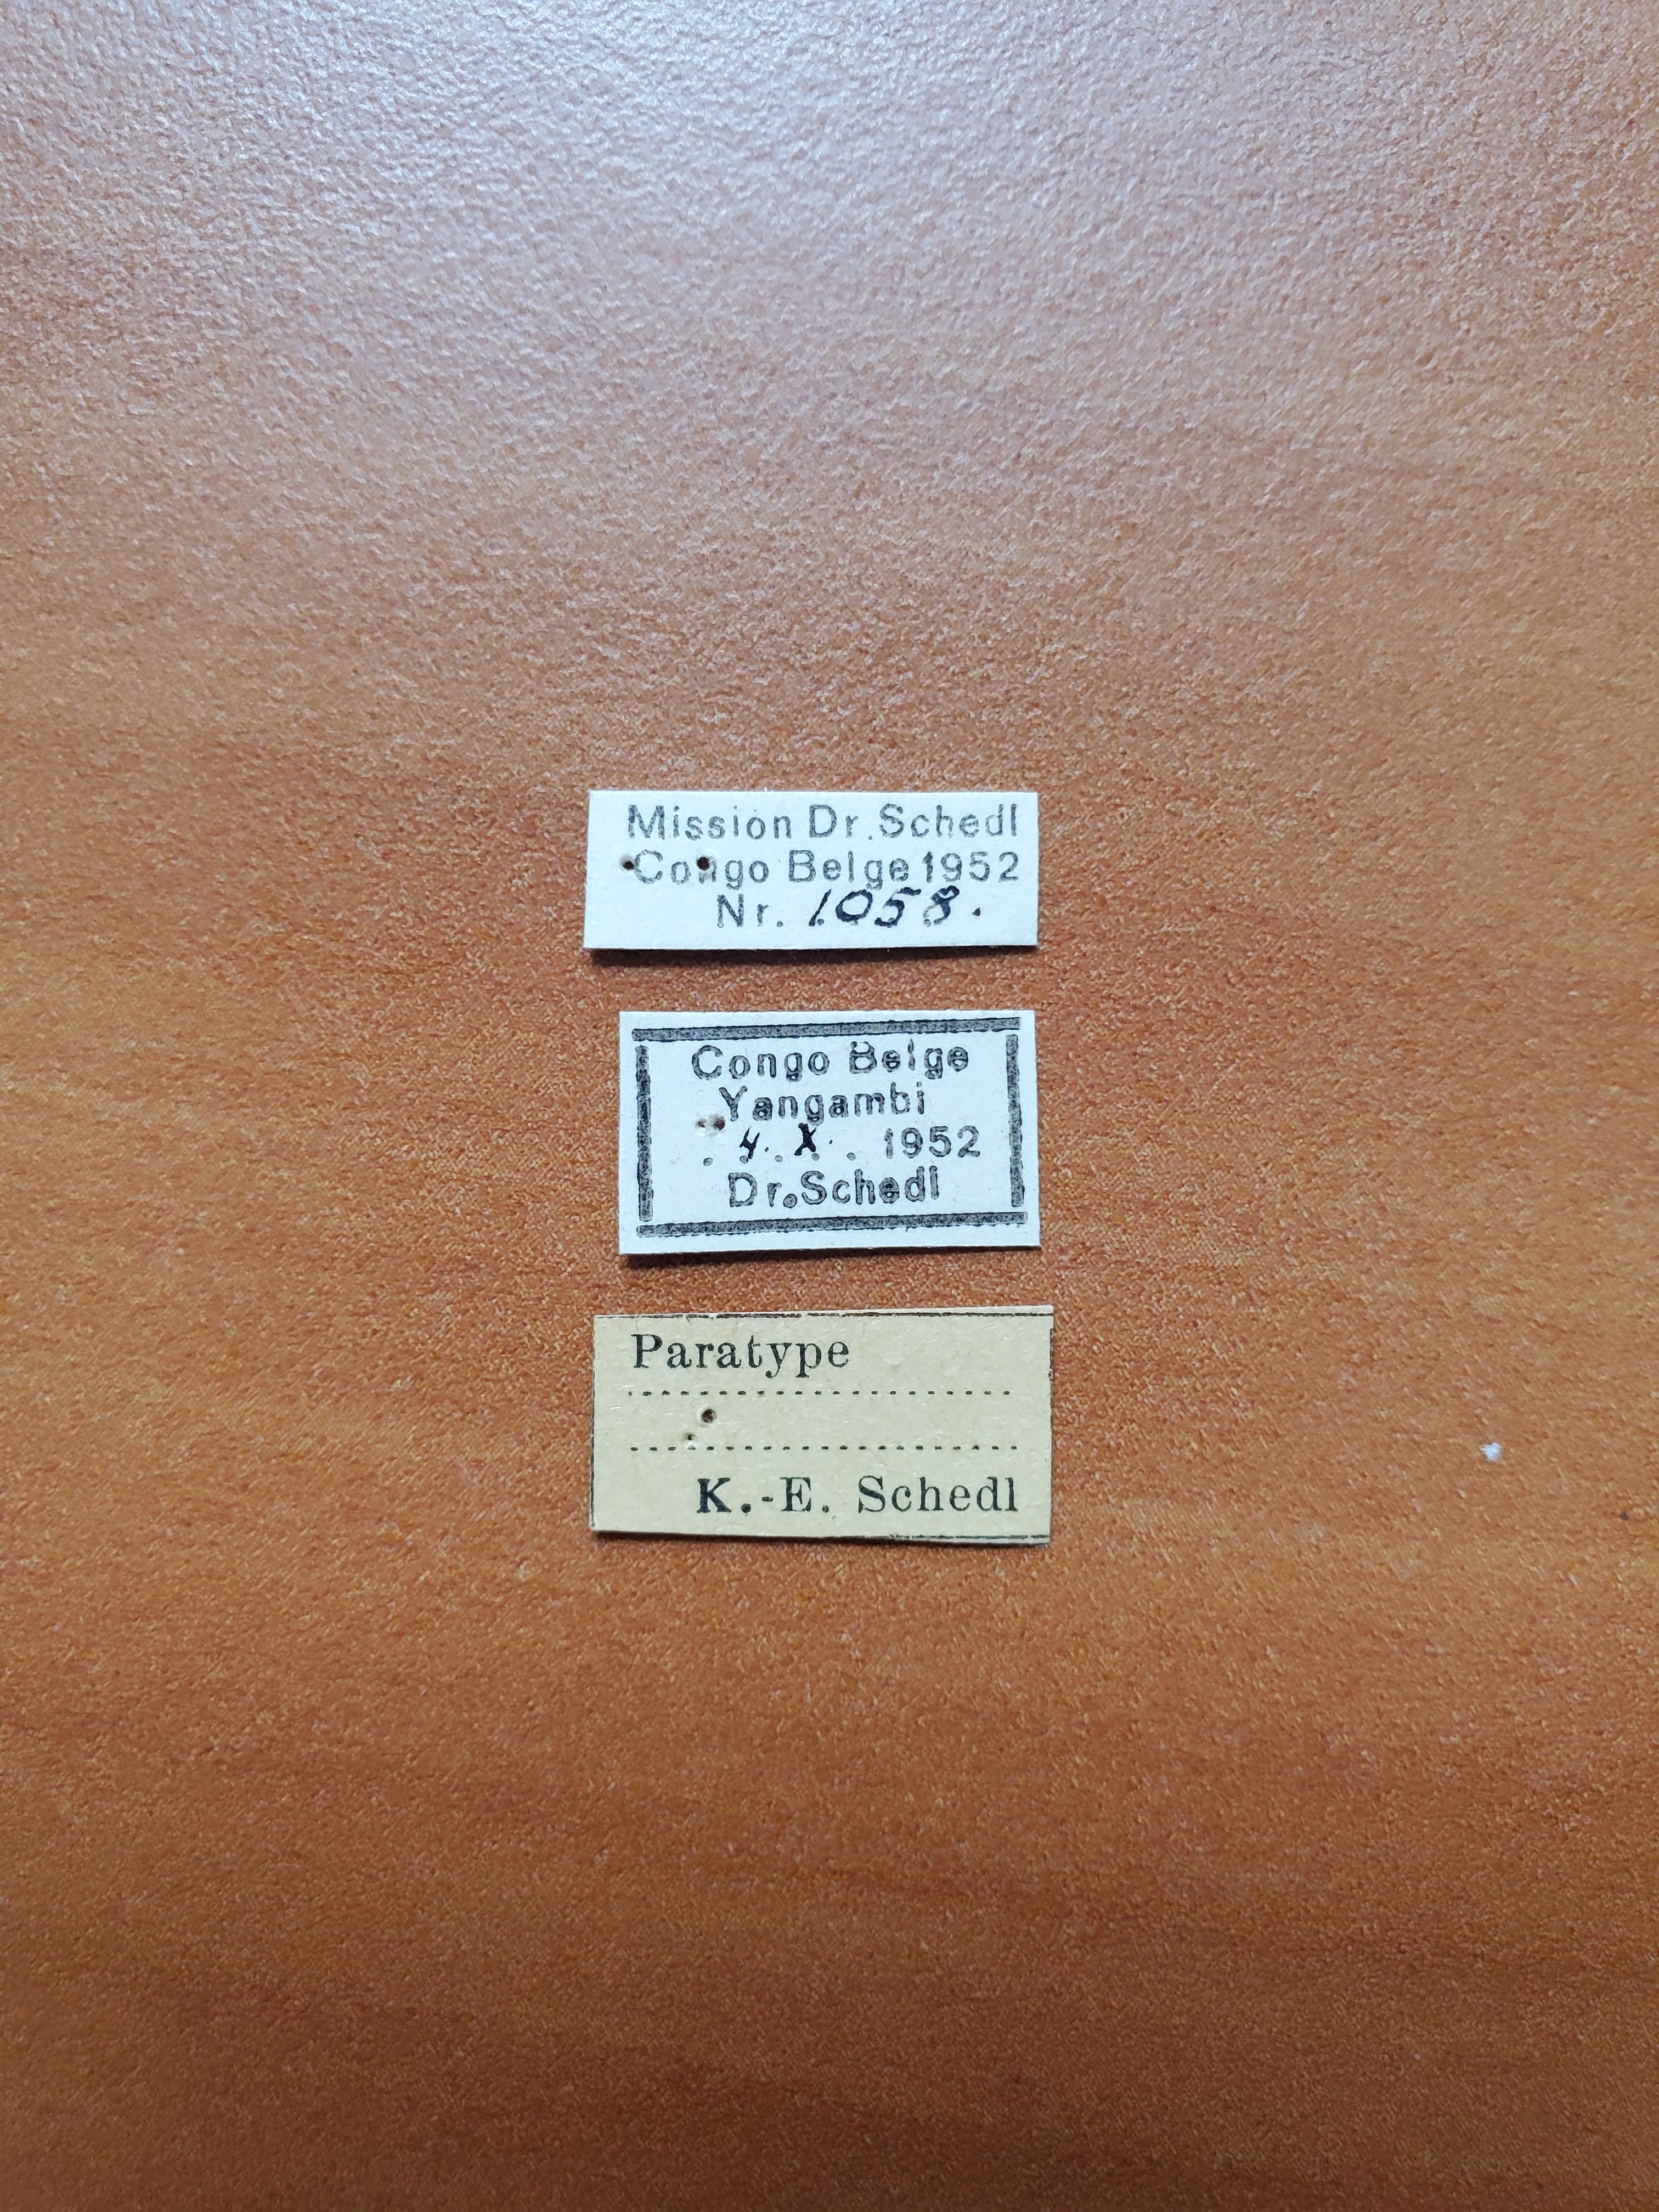 Mission Dr. Schedl
Congo Belge 1952
Nr. 1058.
Congo Belge
Yangambi
4. X. 1952
Dr. Schedl
Paratype
K.-E. Schedl